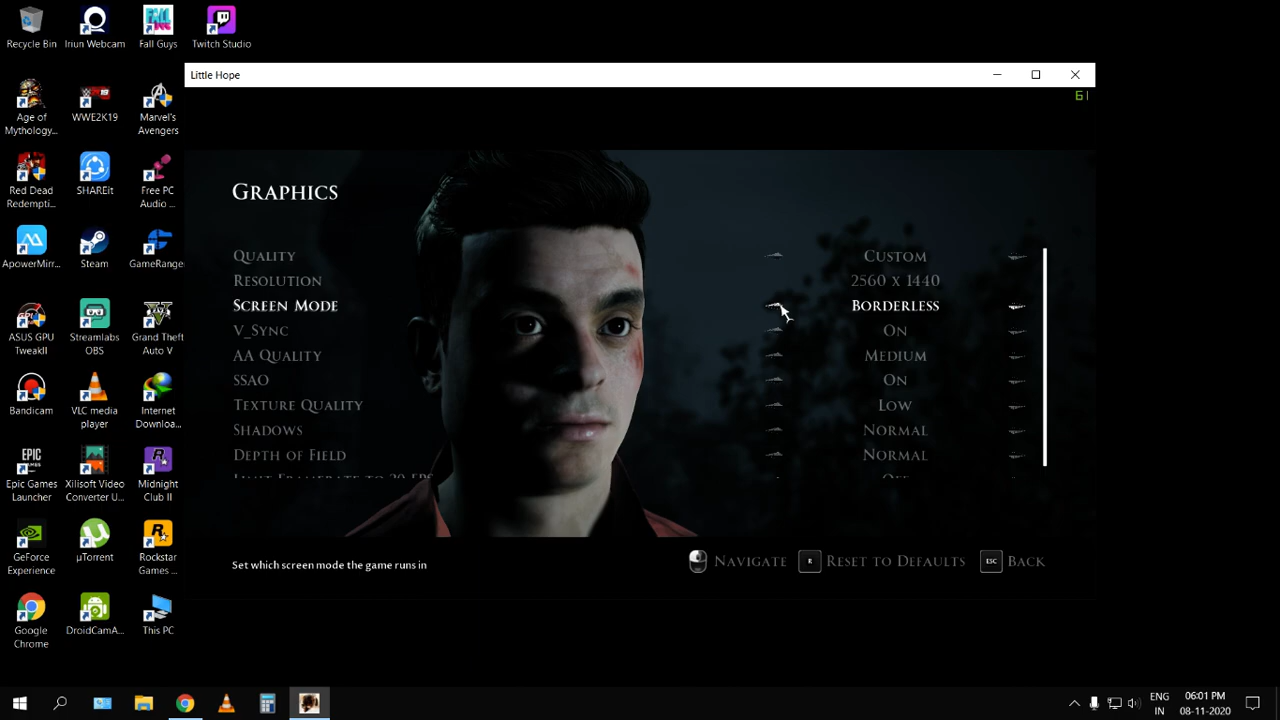 Recycle Bin
Iriun Webcam
Fall Guys
Twitch Studio
Little Hope
61
Age of
Mythology...
WWE2K19
Marvel's
Avengers
Red Dead
Redempti...
SHAREit
Free PC
Audio ...
ApowerMirr...
Steam
GameRanger
ASUS GPU
TweakII
Streamlabs
OBS
Grand Theft
Auto V
Bandicam
VLC media
player
Internet
Downloa...
EPIC
GAMES
Epic Games
Launcher
Xilisoft Video
Converter U...
Midnight
Club II
GeForce
Experience
µTorrent
Rockstar
Games ...
Google
Chrome
DroidCamA...
This PC
GRAPHICS
QUALITY CUSTOM
RESOLUTION 2560 X 1440
SCREEN MODE BORDERLESS
V_SYNC ON
AA QUALITY MEDIUM
SSAO ON
TEXTURE QUALITY LOW
SHADOWS NORMAL
DEPTH OF FIELD NORMAL
Set which screen mode the game runs in
NAVIGATE R RESET TO DEFAULTS ESC BACK
ENG
IN
06:01 PM
08-11-2020